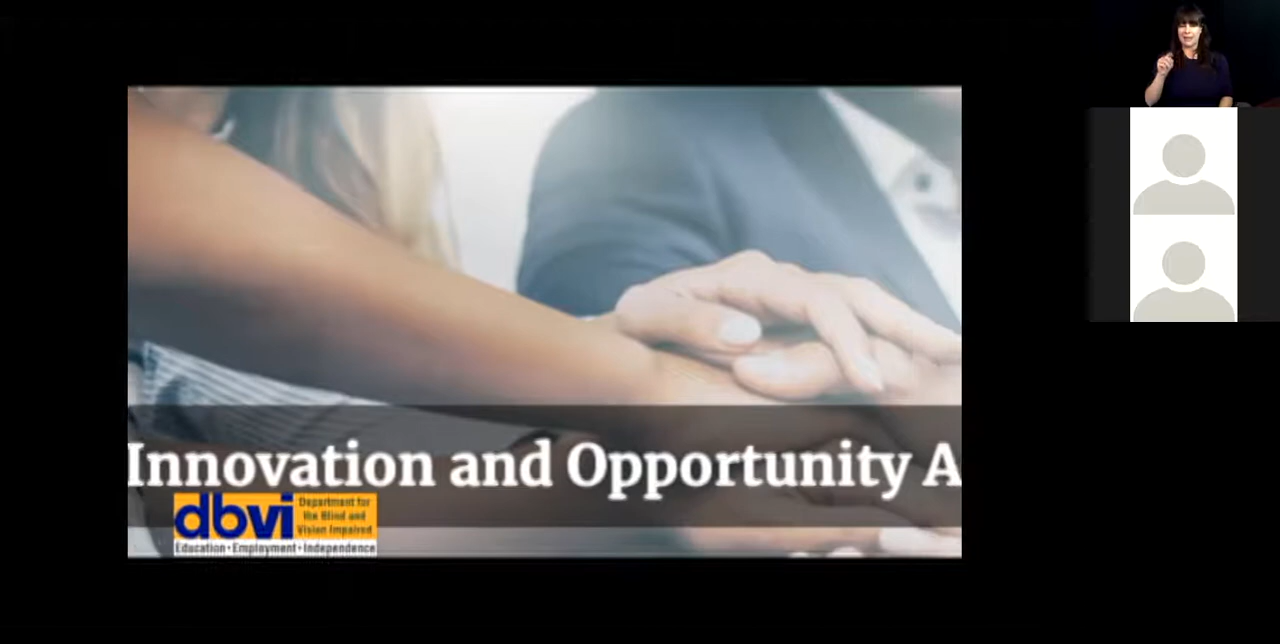 Innovation and Opportunity A
dbvi
Department for
the Blind and
Vision Impaired
Education • Employment • Independence